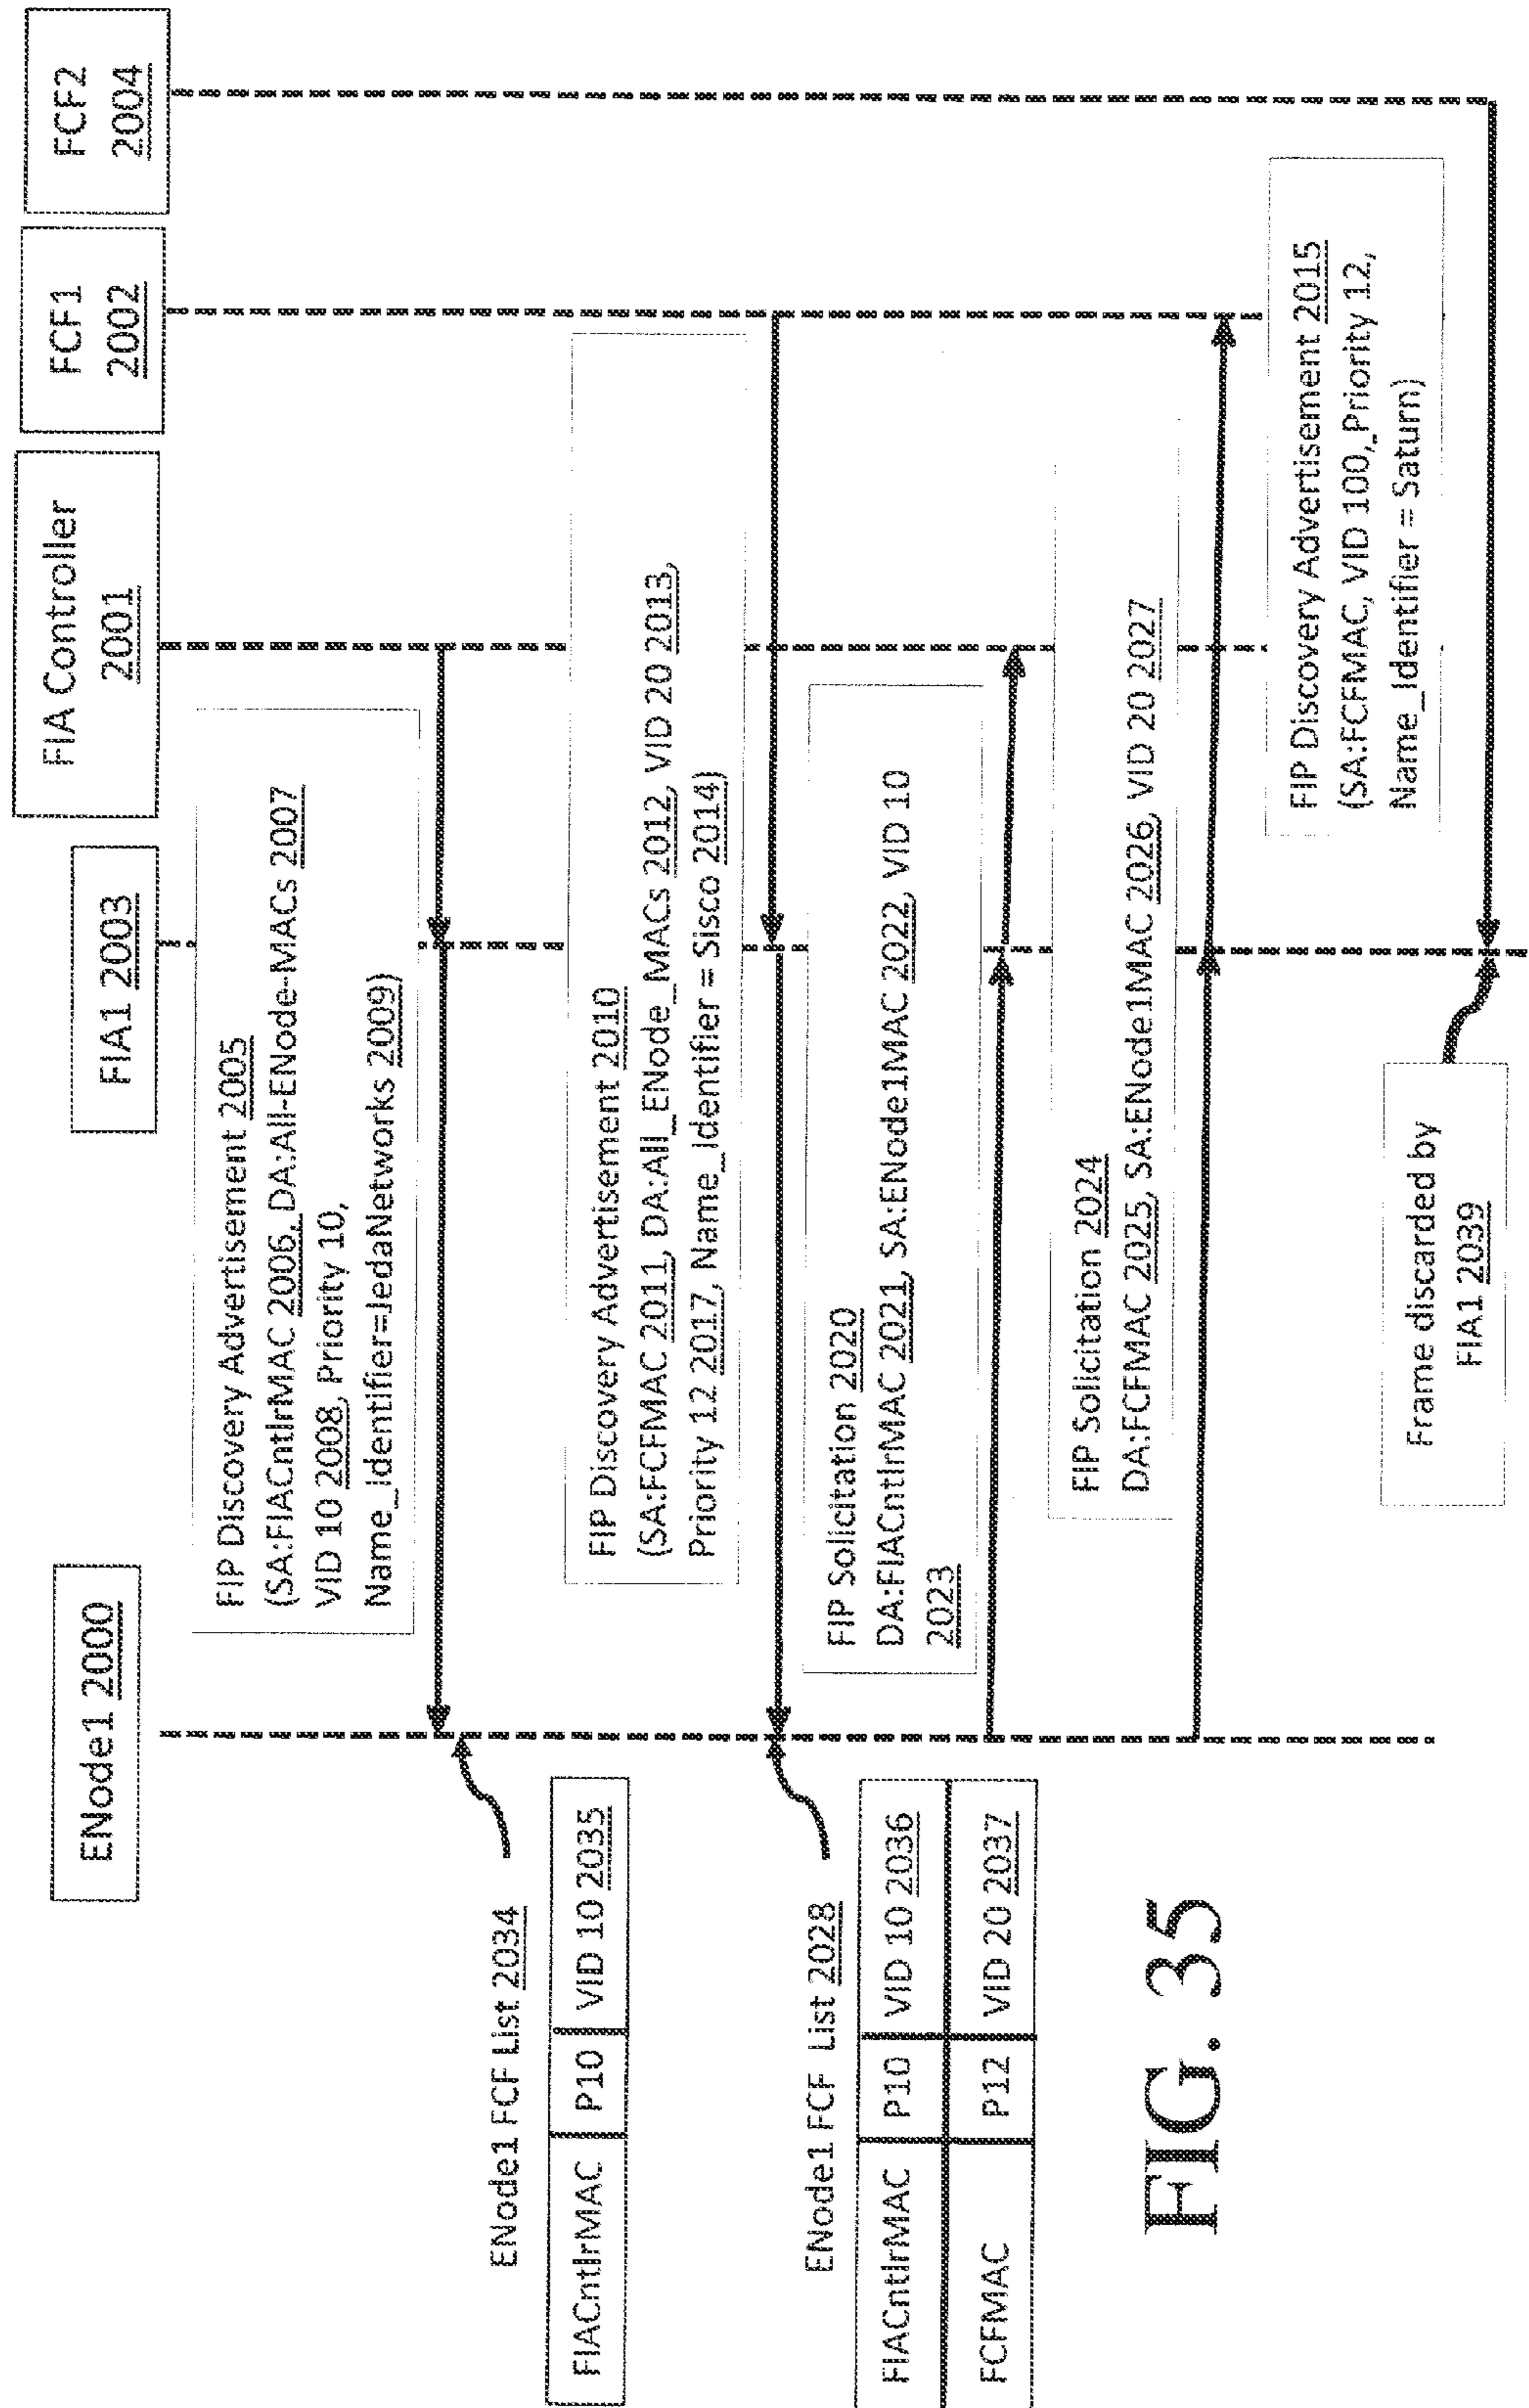 ENode1 2000
FIA1 2003
FIA Controller
2001
FCF1
2002
FCF2
2004
FIP Discovery Advertisement 2005
(SA:FIACntlrMAC 2006, DA:All-ENode-MACs 2007
VID 10 2008, Priority 10,
Name_Identifier=JedaNetworks 2009)
ENode1 FCF List 2034
FIACntlrMAC P10 VID 10 2035
FIP Discovery Advertisement 2010
(SA:FCFMAC 2011, DA:All_ENode_MACs 2012, VID 20 2013,
Priority 12 2017, Name_Identifier = Sisco 2014)
ENode1 FCF List 2028
FIACntlrMAC P10 VID 10 2036
FCFMAC P12 VID 20 2037
FIP Solicitation 2020
DA:FIACntlrMAC 2021, SA:ENode1MAC 2022, VID 10
2023
FIP Solicitation 2024
DA:FCFMAC 2025, SA:ENode1MAC 2026, VID 20 2027
FIP Discovery Advertisement 2015
(SA:FCFMAC, VID 100, Priority 12,
Name_Identifier = Saturn)
Frame discarded by
FIA1 2039
FIG. 35